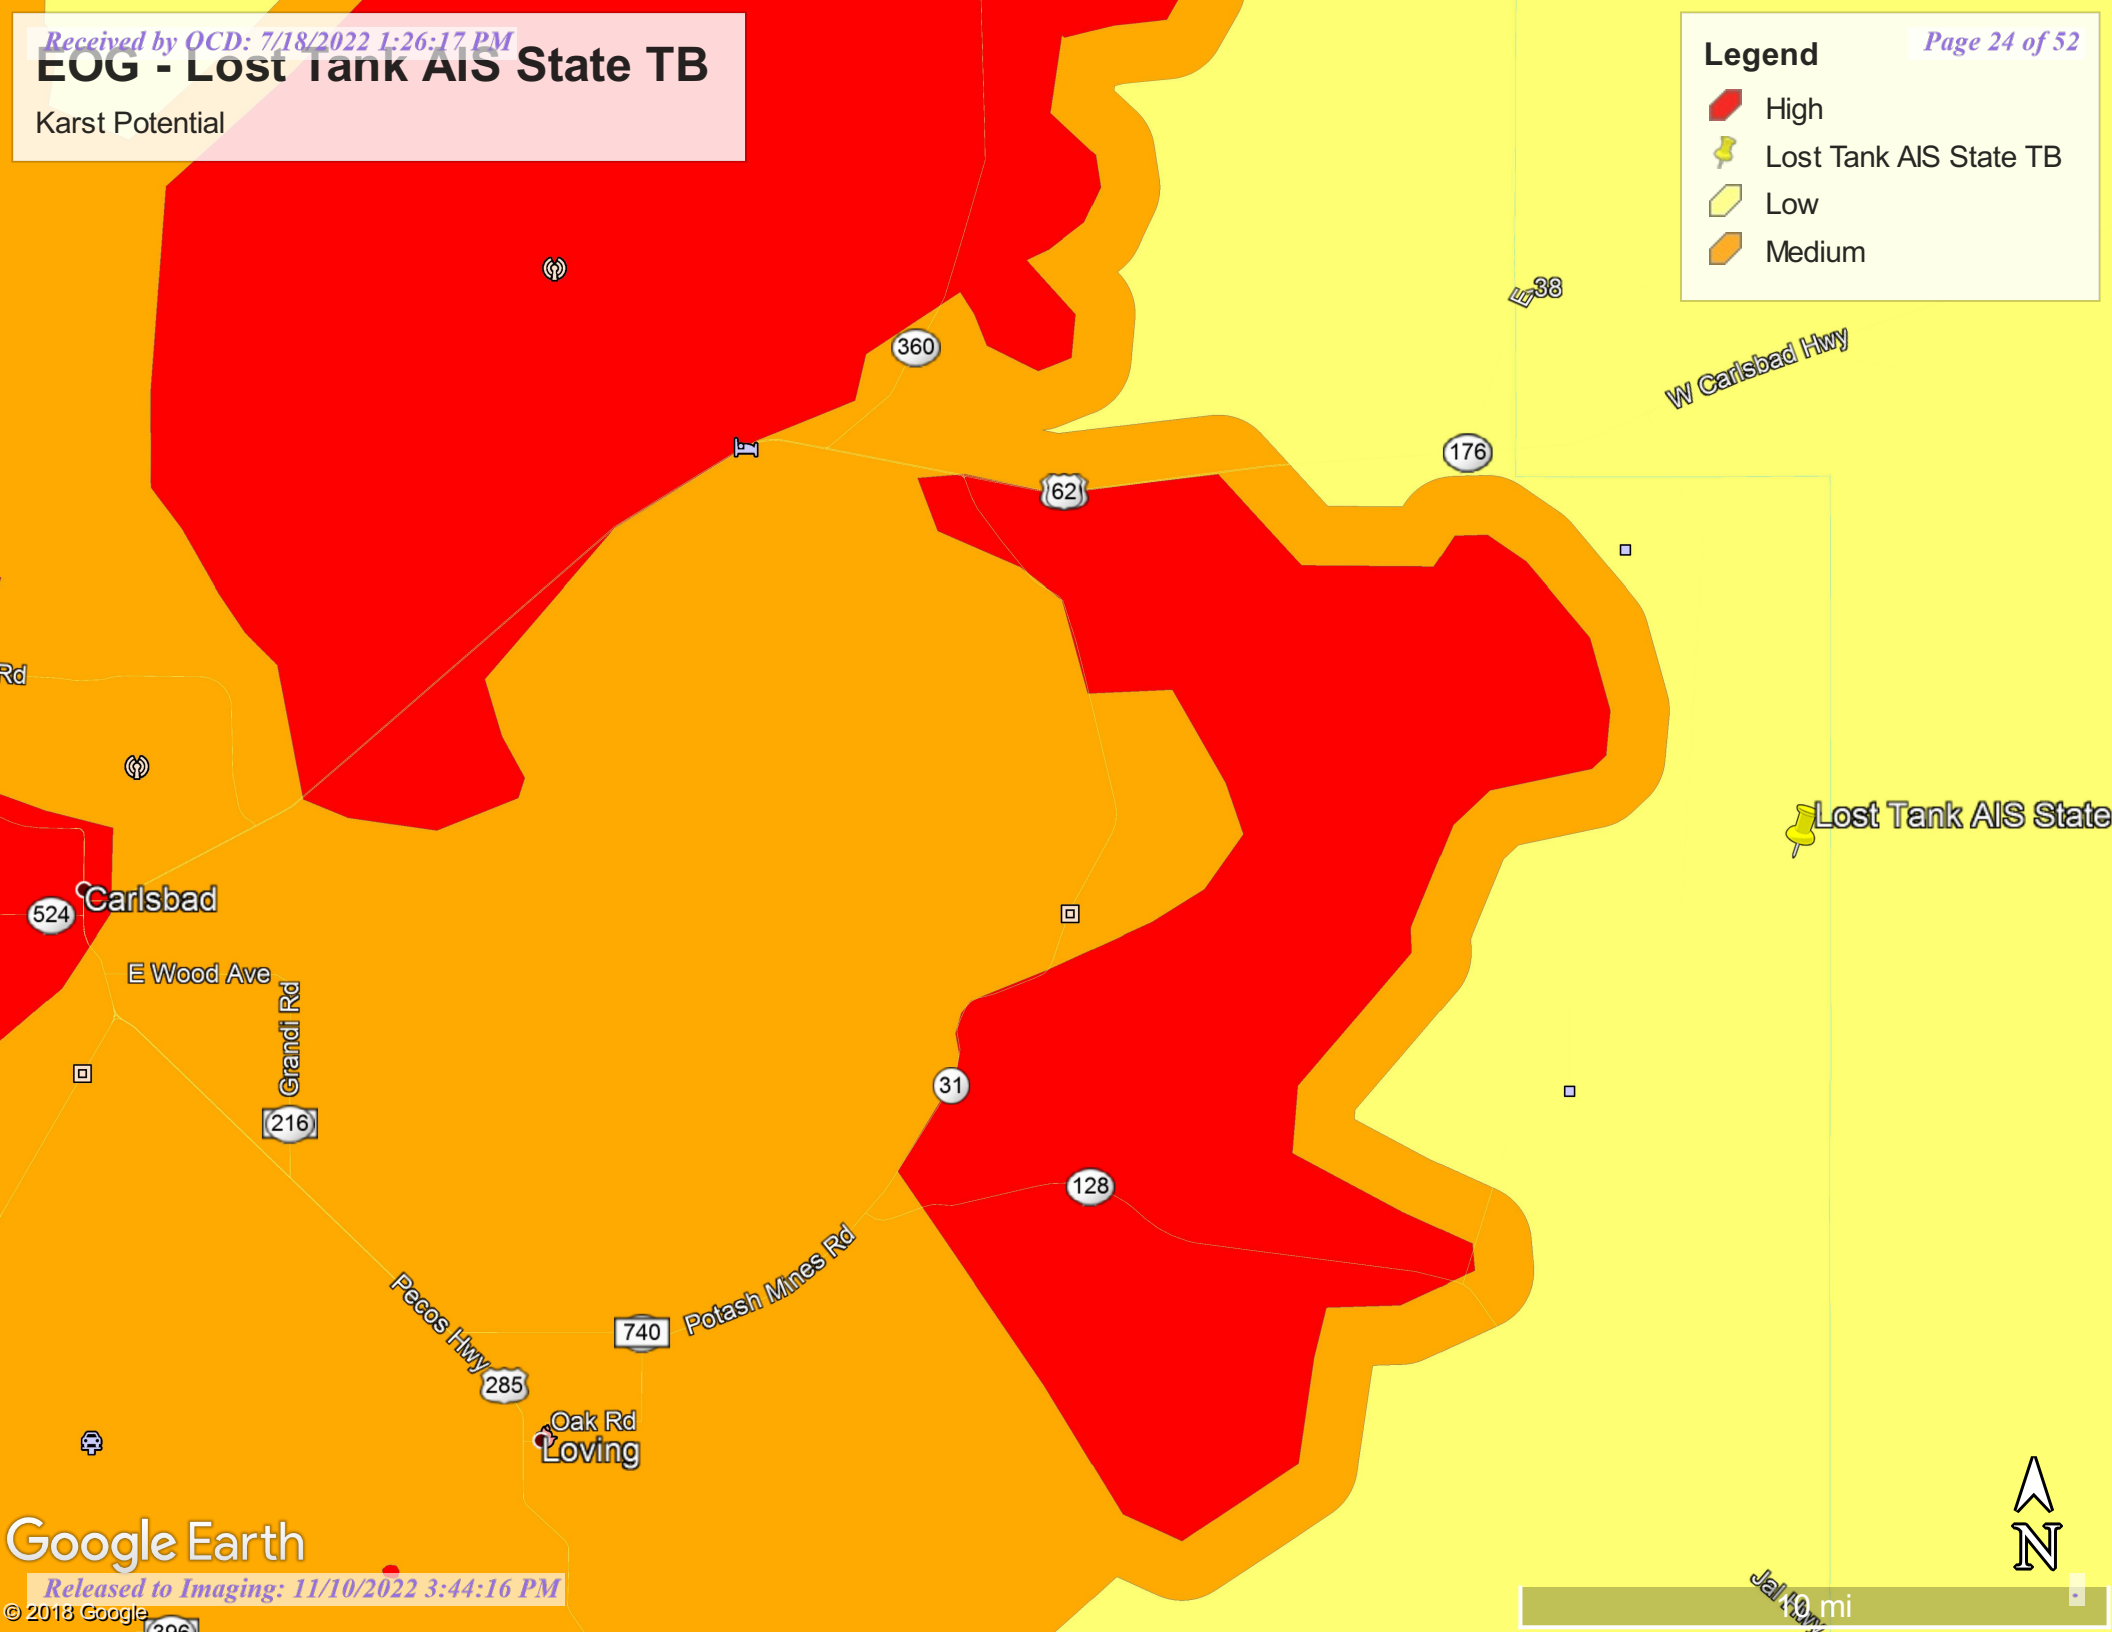 Received by OCD: 7/18/2022 1:26:17 PM
Page 24 of 52
EOG - Lost Tank AIS State TB
Karst Potential
Legend
High
Lost Tank AIS State TB
Low
Medium
E-38
W Carlsbad Hwy
360
176
62
Rd
Lost Tank AIS State
Carlsbad
524
E Wood Ave
Grandi Rd
31
216
128
Potash Mines Rd
Pecos Hwy
740
285
Oak Rd
Loving
Google Earth
N
Released to Imaging: 11/10/2022 3:44:16 PM
Jal Hwy
10 mi
© 2018 Google
396